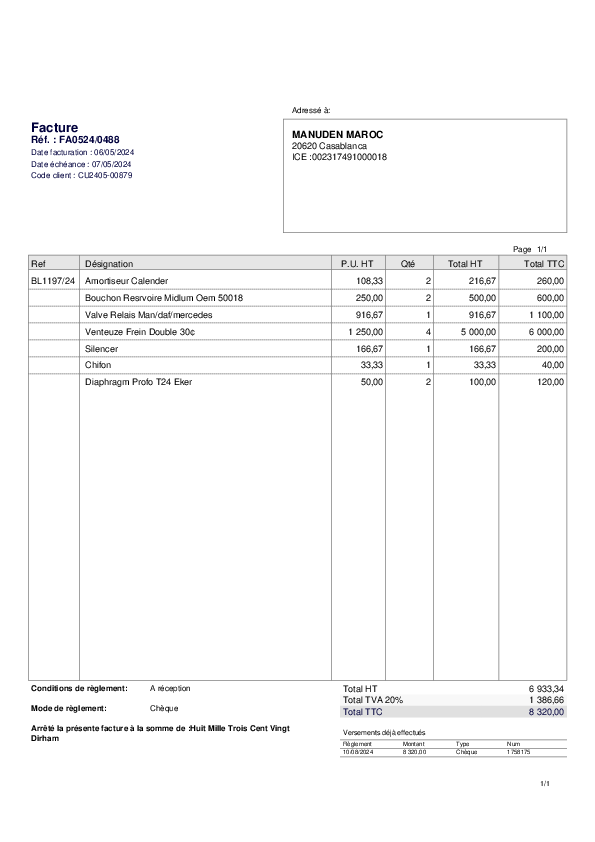 Adressé à:
Facture
Réf. : FA0524/0488
Date facturation : 06/05/2024
Date échéance : 07/05/2024
Code client : CU2405-00879
MANUDEN MAROC
20620 Casablanca
ICE :002317491000018
Page 1/1
Ref Désignation P.U. HT Qté Total HT Total TTC
BL1197/24 Amortiseur Calender 108,33 2 216,67 260,00
Bouchon Resrvoire Midlum Oem 50018 250,00 2 500,00 600,00
Valve Relais Man/daf/mercedes 916,67 1 916,67 1 100,00
Venteuze Frein Double 30¢ 1 250,00 4 5 000,00 6 000,00
Silencer 166,67 1 166,67 200,00
Chifon 33,33 1 33,33 40,00
Diaphragm Profo T24 Eker 50,00 2 100,00 120,00
Conditions de règlement: A réception
Mode de règlement: Chèque
Arrêté la présente facture à la somme de :Huit Mille Trois Cent Vingt
Dirham
Total HT 6 933,34
Total TVA 20% 1 386,66
Total TTC 8 320,00
Versements déjà effectués
Règlement Montant Type Num
10/08/2024 8 320,00 Chèque 1758175
1/1